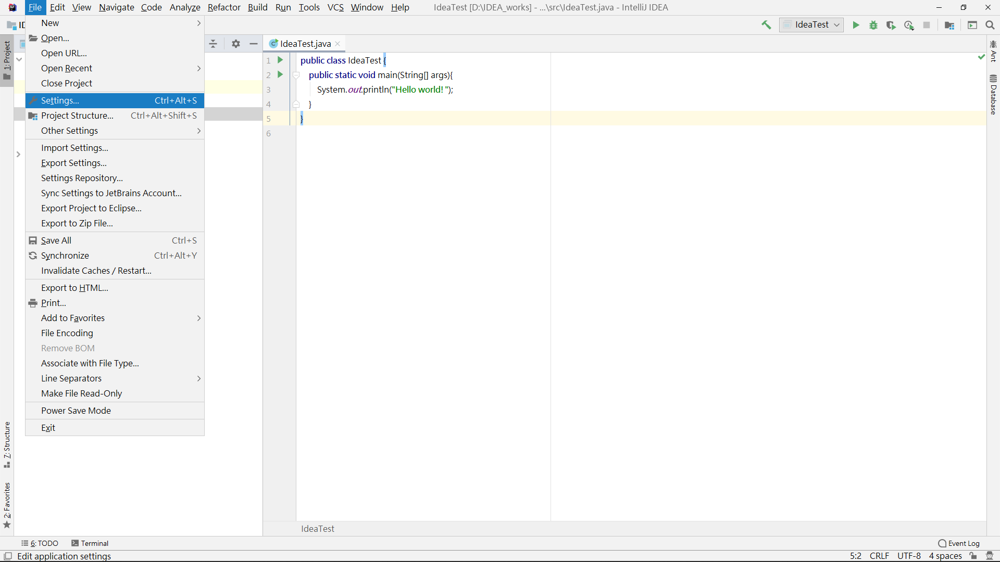 File Edit View Navigate Code Analyze Refactor Build Run Tools VCS Window Help IdeaTest [D:\IDEA_works] - ...\src\IdeaTest.java - IntelliJ IDEA
ID
IdeaTest
New
Open...
Open URL...
Open Recent
Close Project
Settings... Ctrl+Alt+S
Project Structure... Ctrl+Alt+Shift+S
Other Settings
Import Settings...
Export Settings...
Settings Repository...
Sync Settings to JetBrains Account...
Export Project to Eclipse...
Export to Zip File...
Save All Ctrl+S
Synchronize Ctrl+Alt+Y
Invalidate Caches / Restart...
Export to HTML...
Print...
Add to Favorites
File Encoding
Remove BOM
Associate with File Type...
Line Separators
Make File Read-Only
Power Save Mode
Exit
1: Project
7: Structure
2: Favorites
IdeaTest.java
1 public class IdeaTest {
2 public static void main(String[] args){
3 System.out.println("Hello world! ");
4 }
5 }
6
IdeaTest
Ant
Database
6: TODO Terminal Event Log
Edit application settings 5:2 CRLF UTF-8 4 spaces